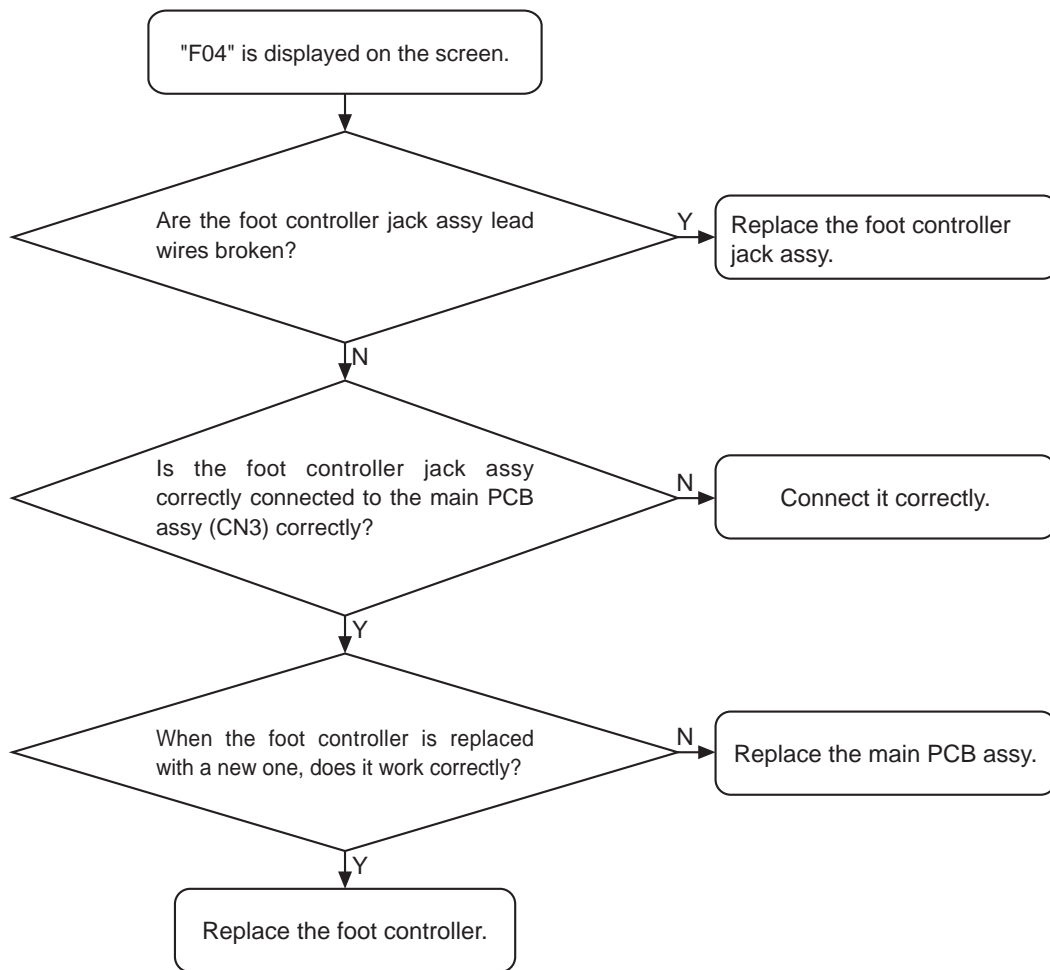 "F04" is displayed on the screen.
Are the foot controller jack assy lead
wires broken?
Y
Replace the foot controller
jack assy.
N
Is the foot controller jack assy
correctly connected to the main PCB
assy (CN3) correctly?
N
Connect it correctly.
Y
When the foot controller is replaced
with a new one, does it work correctly?
N
Replace the main PCB assy.
Y
Replace the foot controller.